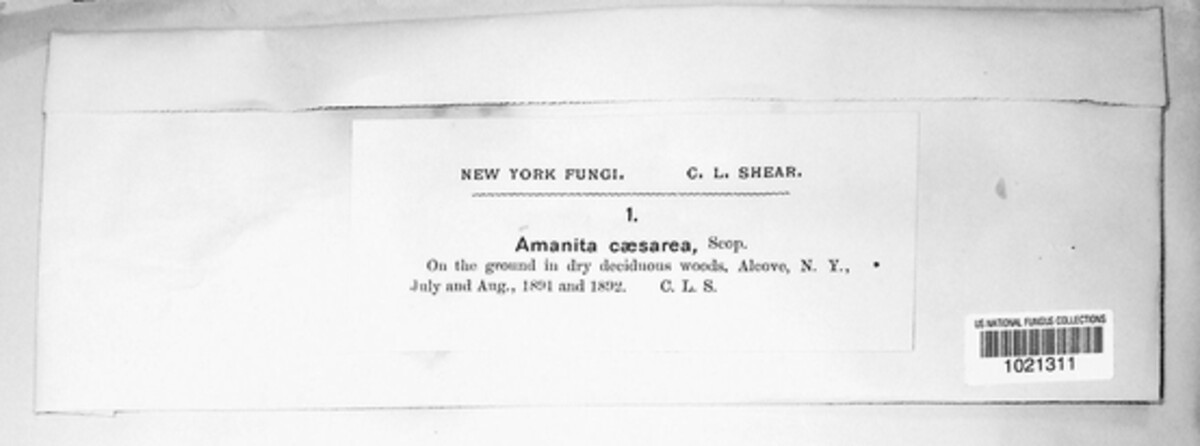 NEW YORK FUNGI. C. L. SHEAR.
1.
Amanita cæsarea, Scop.
On the ground in dry deciduous woods, Alcove, N. Y.,
July and Aug., 1891 and 1892. C. L. S.
US NATIONAL FUNGUS COLLECTIONS
1021311